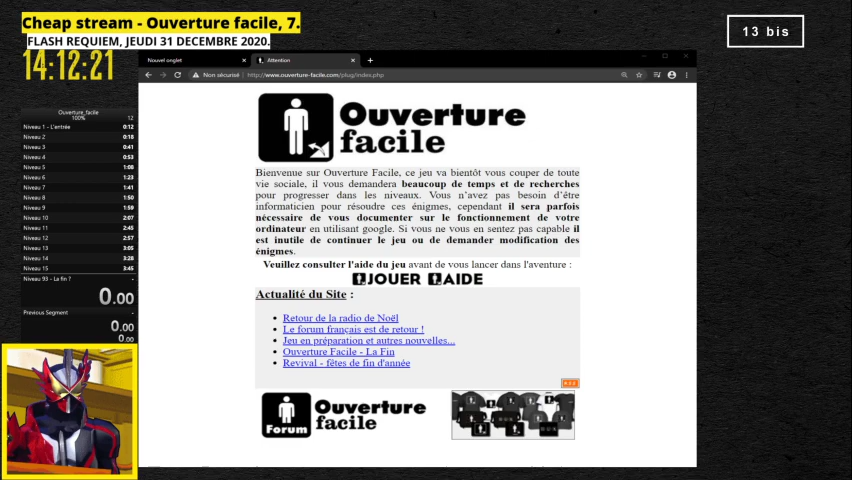 Cheap stream - Ouverture facile, 7.
FLASH REQUIEM, JEUDI 31 DECEMBRE 2020.
13 bis
14:12:21
Nouvel onglet
Attention
Non sécurisé
http://www.ouverture-facile.com/plug/index.php
Ouverture_facile
100%
12
Niveau 1 - L'entrée 0:12
Niveau 2 0:18
Niveau 3 0:41
Niveau 4 0:53
Niveau 5 1:08
Niveau 6 1:23
Niveau 7 1:41
Niveau 8 1:50
Niveau 9 1:59
Niveau 10 2:07
Niveau 11 2:45
Niveau 12 2:57
Niveau 13 3:05
Niveau 14 3:28
Niveau 15 3:45
Niveau 93 - La fin ? -
0.00
Previous Segment -
0.00
0.00
Ouverture
facile
Bienvenue sur Ouverture Facile, ce jeu va bientôt vous couper de toute
vie sociale, il vous demandera beaucoup de temps et de recherches
pour progresser dans les niveaux. Vous n'avez pas besoin d'être
informaticien pour résoudre ces énigmes, cependant il sera parfois
nécessaire de vous documenter sur le fonctionnement de votre
ordinateur en utilisant google. Si vous ne vous en sentez pas capable il
est inutile de continuer le jeu ou de demander modification des
énigmes.
Veuillez consulter l'aide du jeu avant de vous lancer dans l'aventure :
JOUER AIDE
Actualité du Site :
Retour de la radio de Noël
Le forum français est de retour !
Jeu en préparation et autres nouvelles...
Ouverture Facile - La Fin
Revival - fêtes de fin d'année
RSS
Forum
Ouverture
facile